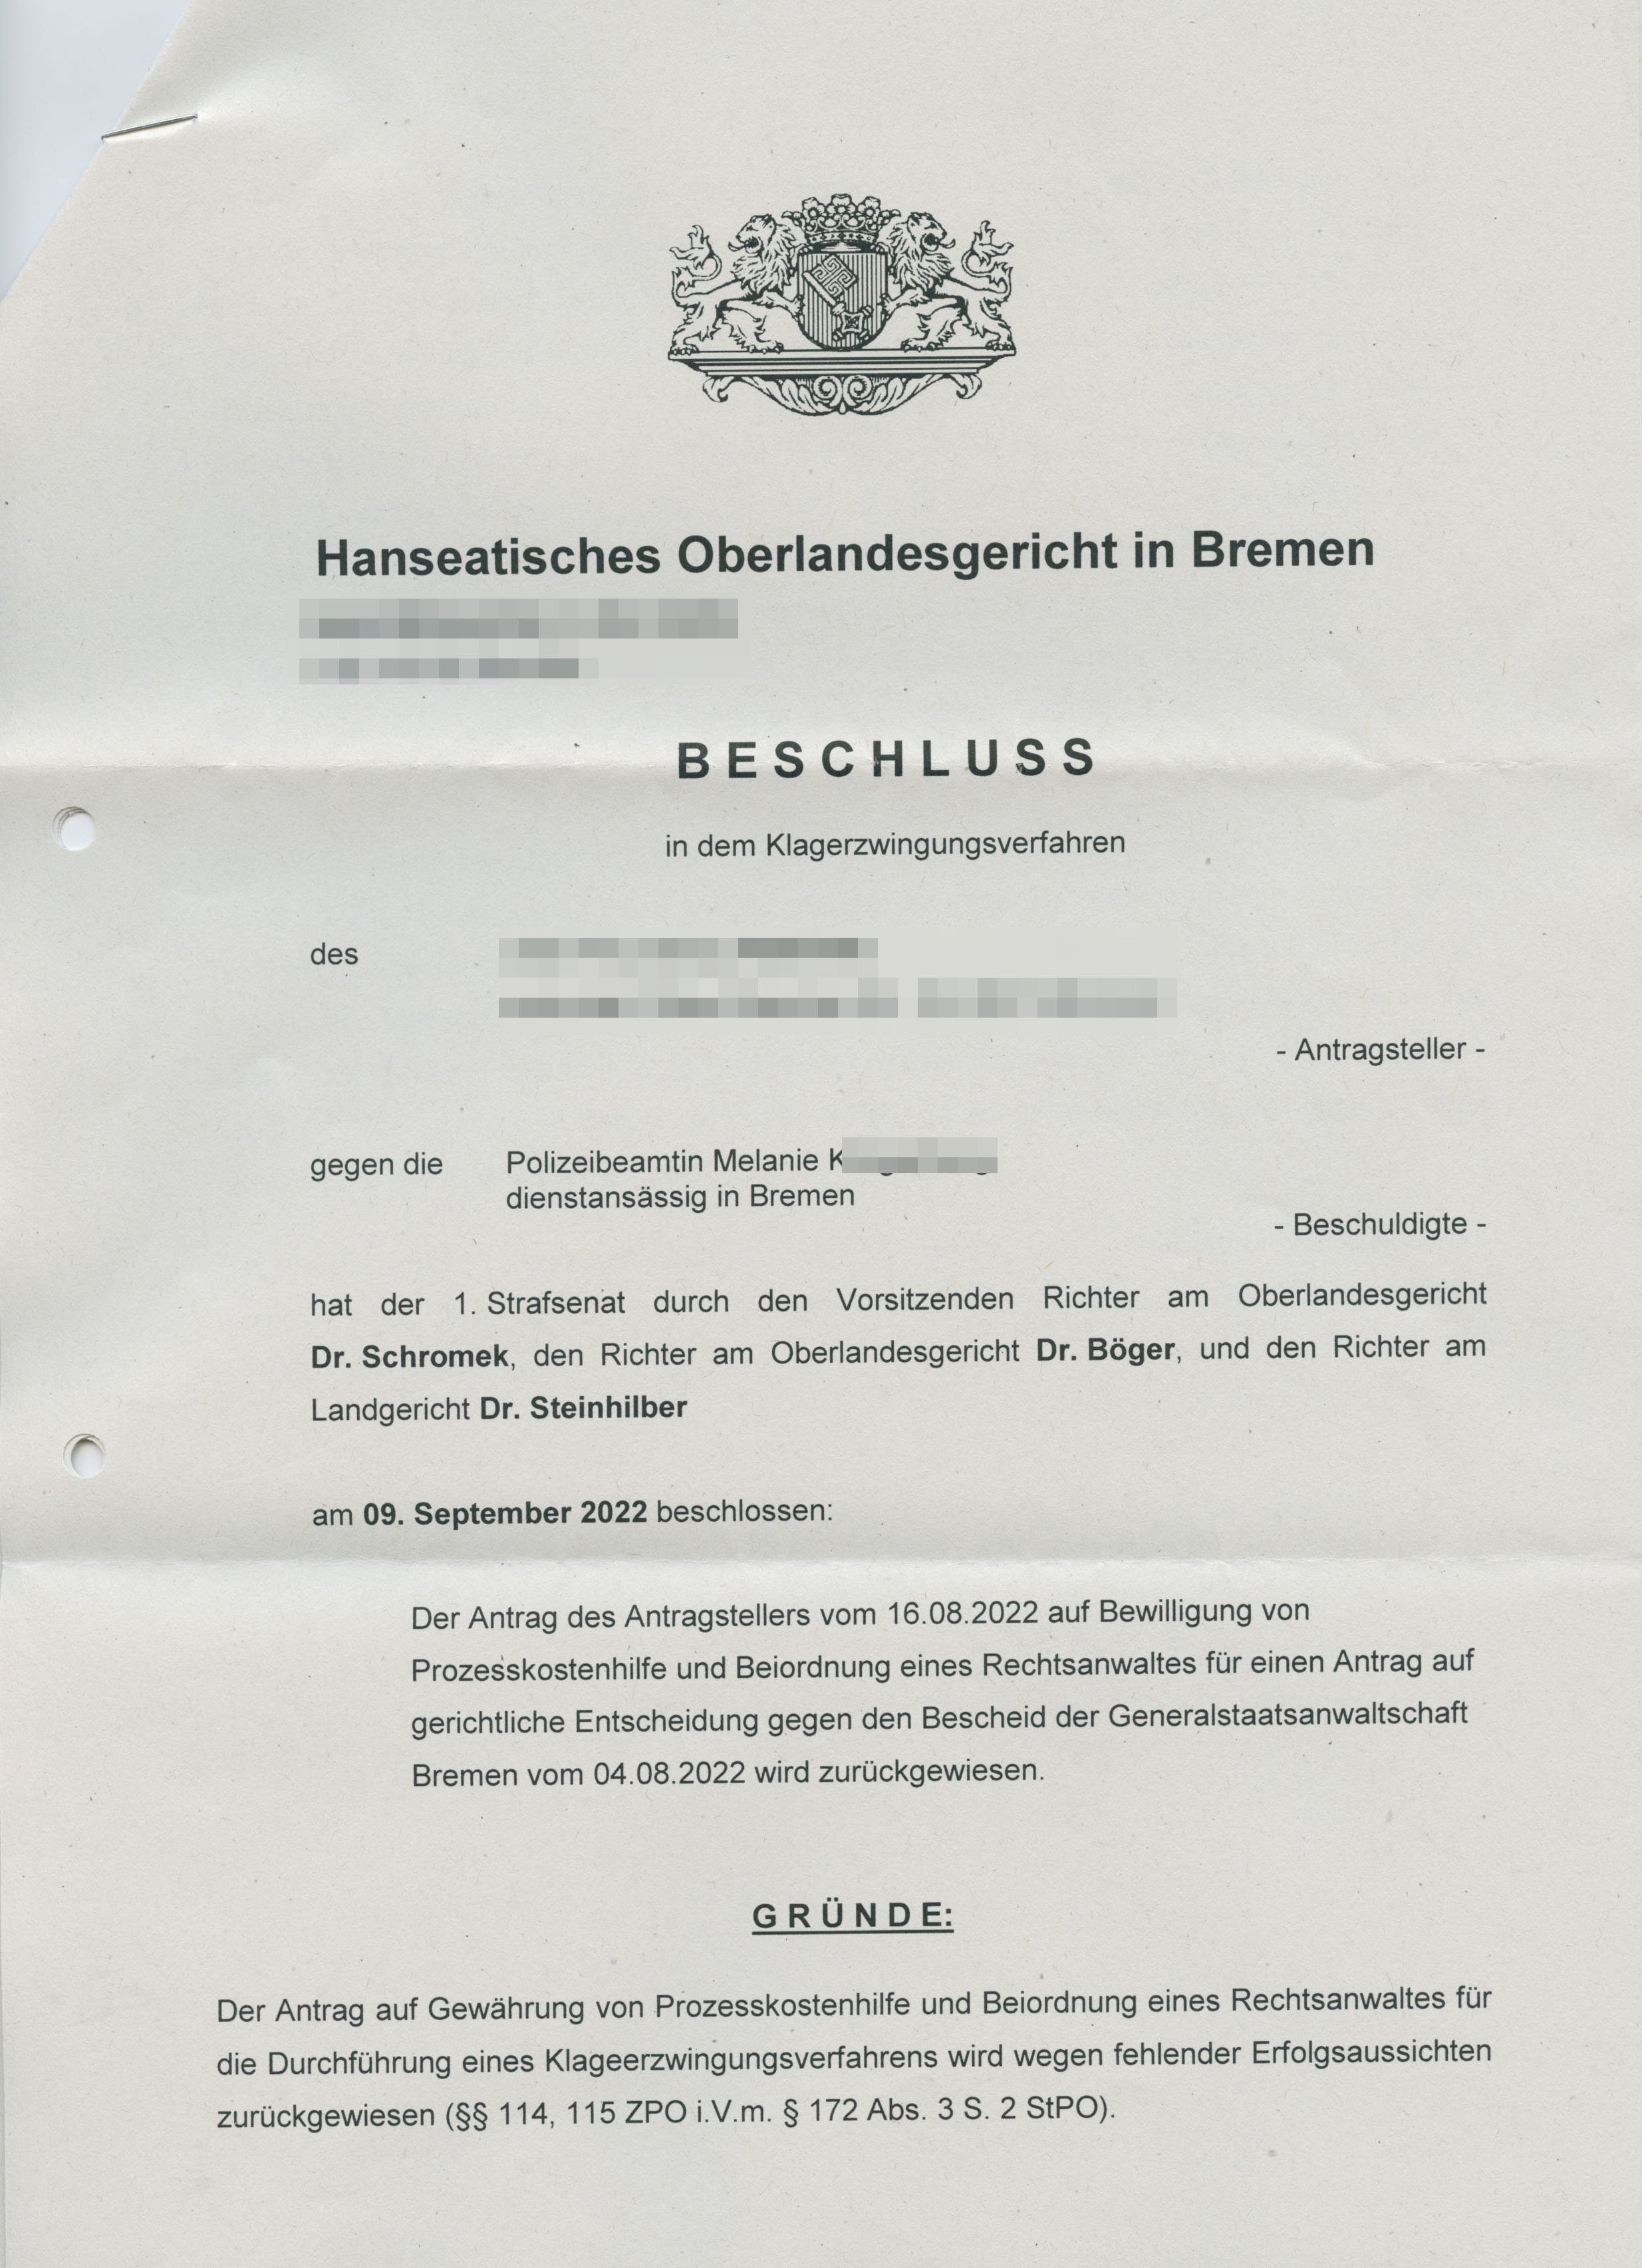 Hanseatisches Oberlandesgericht in Bremen
BESCHLUSS
in dem Klagerzwingungsverfahren
des
- Antragsteller -
gegen die Polizeibeamtin Melanie K
dienstansässig in Bremen
- Beschuldigte -
hat der 1. Strafsenat durch den Vorsitzenden Richter am Oberlandesgericht
Dr. Schromek, den Richter am Oberlandesgericht Dr. Böger, und den Richter am
Landgericht Dr. Steinhilber
am 09. September 2022 beschlossen:
Der Antrag des Antragstellers vom 16.08.2022 auf Bewilligung von
Prozesskostenhilfe und Beiordnung eines Rechtsanwaltes für einen Antrag auf
gerichtliche Entscheidung gegen den Bescheid der Generalstaatsanwaltschaft
Bremen vom 04.08.2022 wird zurückgewiesen.
GRÜNDE:
Der Antrag auf Gewährung von Prozesskostenhilfe und Beiordnung eines Rechtsanwaltes für
die Durchführung eines Klageerzwingungsverfahrens wird wegen fehlender Erfolgsaussichten
zurückgewiesen (§§ 114, 115 ZPO i.V.m. § 172 Abs. 3 S. 2 StPO).